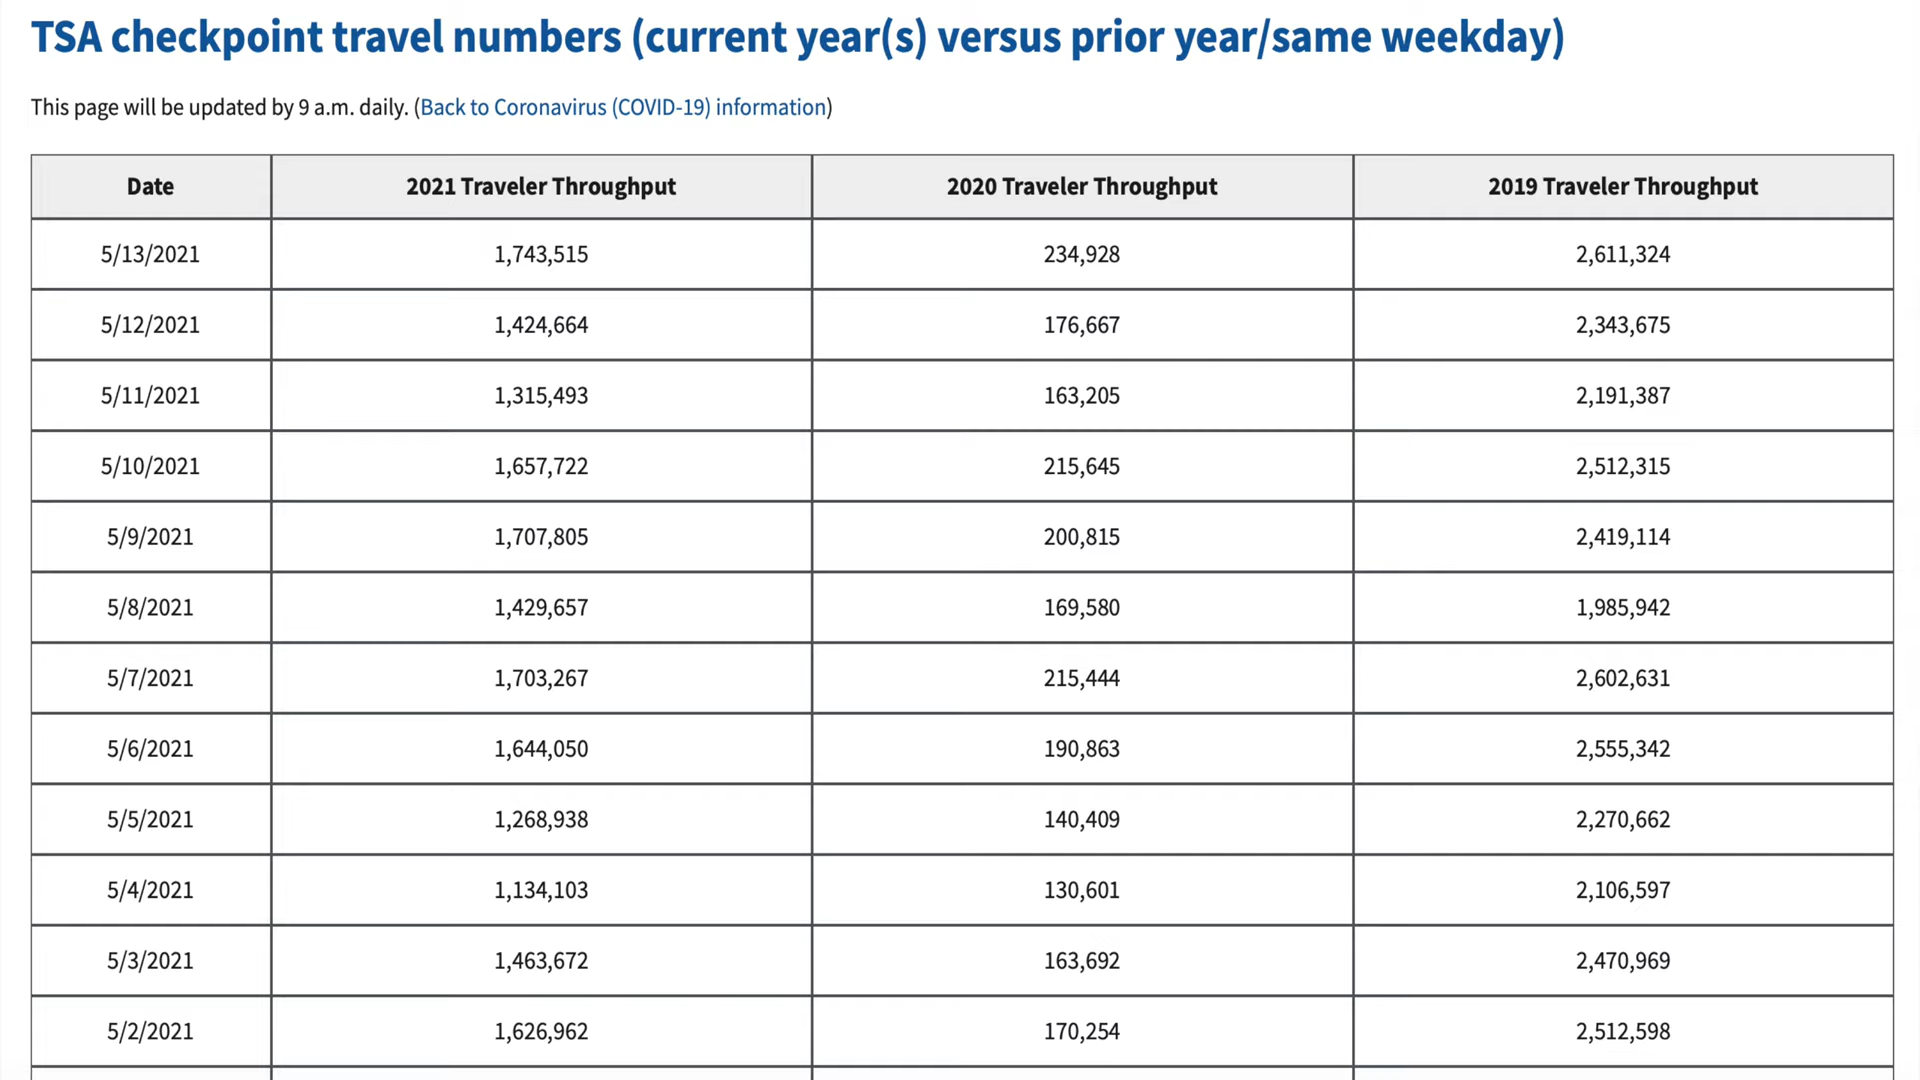 TSA checkpoint travel numbers (current year(s) versus prior year/same weekday)
This page will be updated by 9 a.m. daily. (Back to Coronavirus (COVID-19) information)
Date 2021 Traveler Throughput 2020 Traveler Throughput 2019 Traveler Throughput
5/13/2021 1,743,515 234,928 2,611,324
5/12/2021 1,424,664 176,667 2,343,675
5/11/2021 1,315,493 163,205 2,191,387
5/10/2021 1,657,722 215,645 2,512,315
5/9/2021 1,707,805 200,815 2,419,114
5/8/2021 1,429,657 169,580 1,985,942
5/7/2021 1,703,267 215,444 2,602,631
5/6/2021 1,644,050 190,863 2,555,342
5/5/2021 1,268,938 140,409 2,270,662
5/4/2021 1,134,103 130,601 2,106,597
5/3/2021 1,463,672 163,692 2,470,969
5/2/2021 1,626,962 170,254 2,512,598